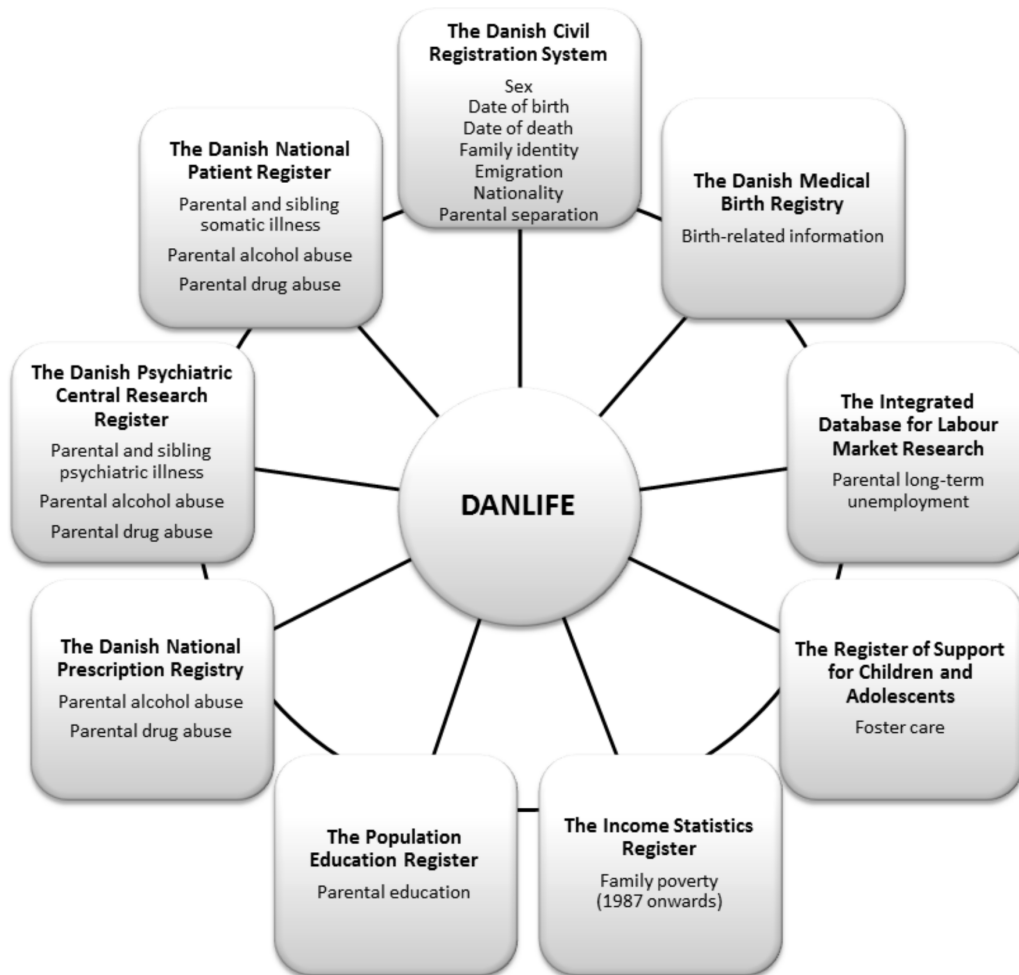 The Danish Civil
Registration System
Sex
Date of birth
Date of death
Family identity
Emigration
Nationality
Parental separation
The Danish Medical
Birth Registry
Birth-related information
The Integrated
Database for Labour
Market Research
Parental long-term
unemployment
The Register of Support
for Children and
Adolescents
Foster care
The Income Statistics
Register
Family poverty
(1987 onwards)
The Population
Education Register
Parental education
The Danish National
Prescription Registry
Parental alcohol abuse
Parental drug abuse
The Danish Psychiatric
Central Research
Register
Parental and sibling
psychiatric illness
Parental alcohol abuse
Parental drug abuse
The Danish National
Patient Register
Parental and sibling
somatic illness
Parental alcohol abuse
Parental drug abuse
DANLIFE